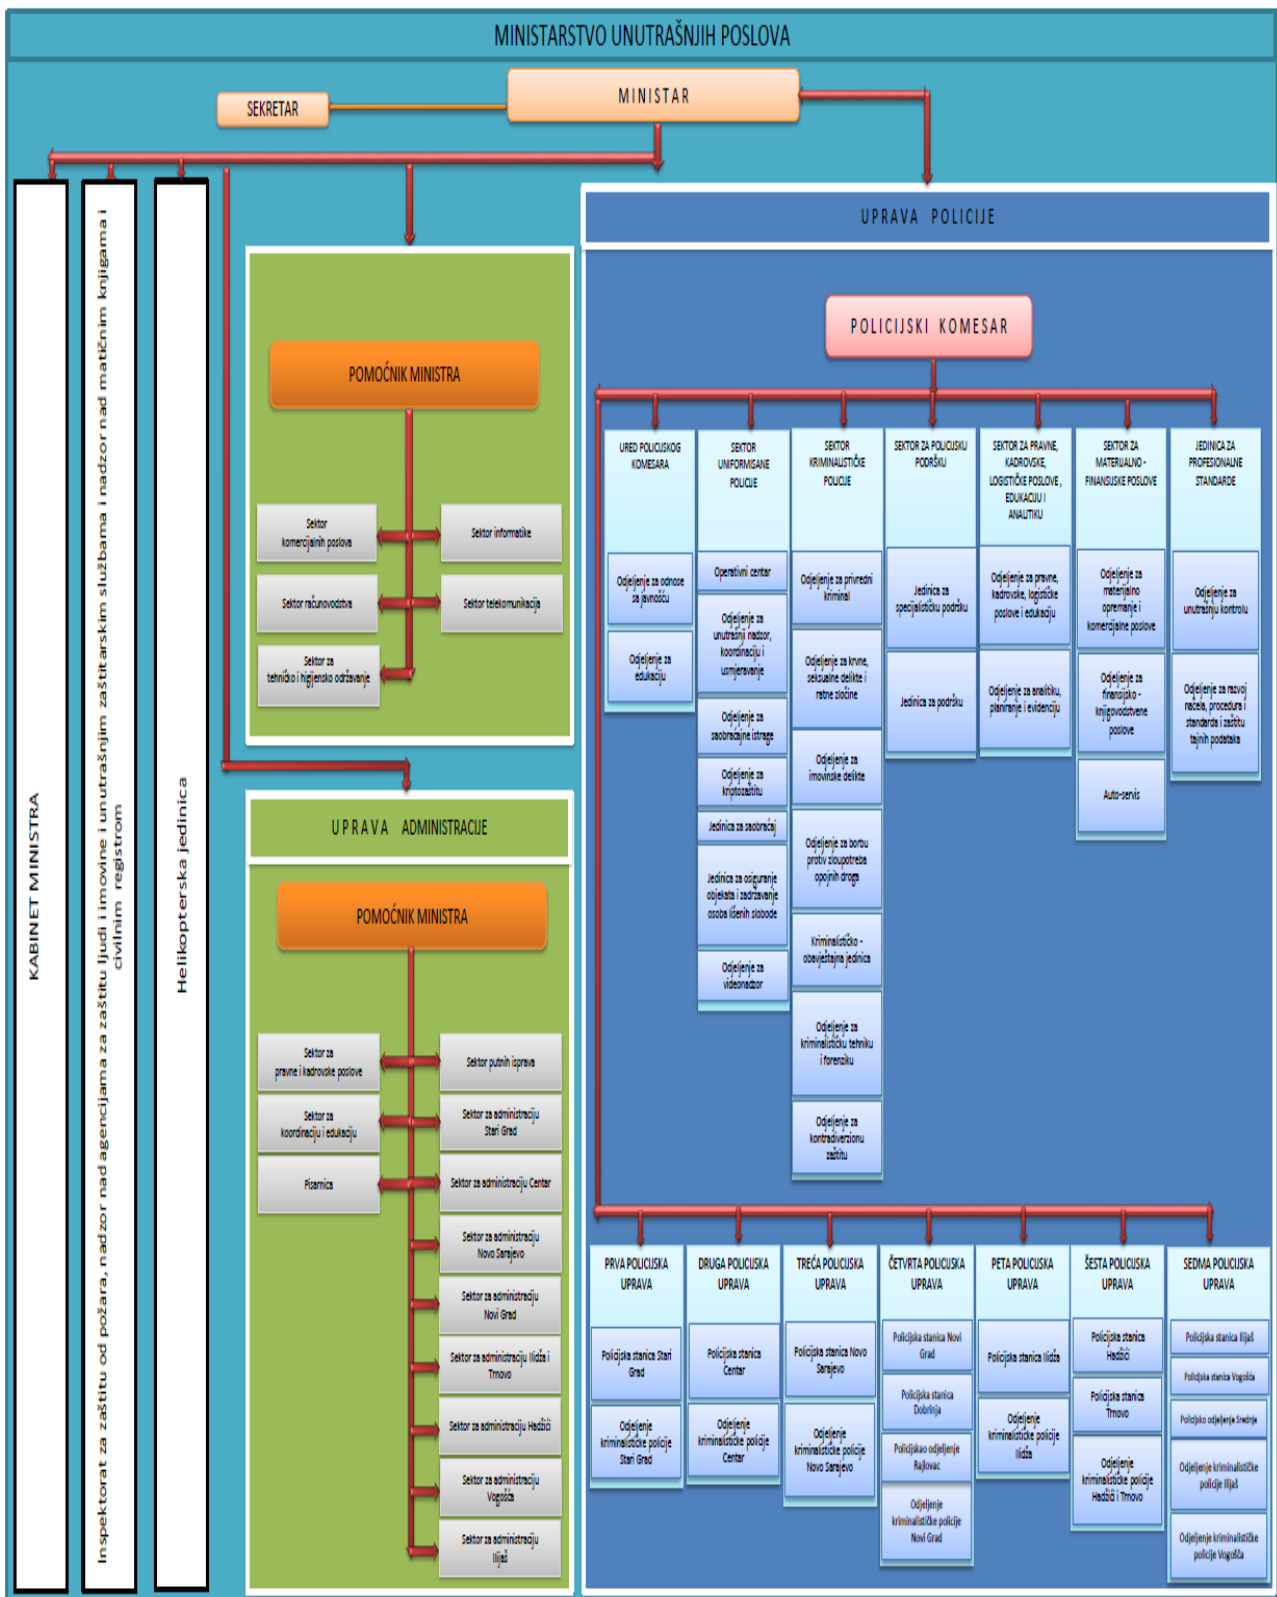 MINISTARSTVO UNUTRAŠNJIH POSLOVA
MINISTAR
SEKRETAR
KABINET MINISTRA
Inspektorat za zaštitu od požara, nadzor nad agencijama za zaštitu ljudi i imovine i unutrašnjim zaštitarskim službama i nadzor nad matičnim knjigama i
civilnim registrom
Helikopterska jedinica
POMOĆNIK MINISTRA
Sektor
komercijalnih poslova
Sektor informatike
Sektor računovodstva
Sektor telekomunikacija
Sektor za
tehničko i higijensko održavanje
UPRAVA ADMINISTRACIJE
POMOĆNIK MINISTRA
Sektor za
pravne i kadrovske poslove
Sektor putnih isprava
Sektor za
koordinaciju i edukaciju
Sektor za administraciju
Stari Grad
Pisarnica
Sektor za administraciju Centar
Sektor za administraciju
Novo Sarajevo
Sektor za administraciju
Novi Grad
Sektor za administraciju Ilidža i
Trnovo
Sektor za administraciju Hadžići
Sektor za administraciju
Vogošća
Sektor za administraciju
Ilijaš
UPRAVA POLICIJE
POLICIJSKI KOMESAR
URED POLICIJSKOG
KOMESARA
Odjeljenje za odnose
sa javnošću
Odjeljenje za
edukaciju
SEKTOR
UNIFORMISANE
POLICIJE
Operativni centar
Odjeljenje za
unutrašnji nadzor,
koordinaciju i
usmjeravanje
Odjeljenje za
saobraćajne istrage
Odjeljenje za
kriptozaštitu
Jedinica za saobraćaj
Jedinica za osiguranje
objekata i zadržavanje
osoba lišenih slobode
Odjeljenje za
videonadzor
SEKTOR
KRIMINALISTIČKE
POLICIJE
Odjeljenje za privredni
kriminal
Odjeljenje za krvne,
seksualne delikte i
ratne zločine
Odjeljenje za
imovinske delikte
Odjeljenje za borbu
protiv zloupotreba
opojnih droga
Kriminalističko -
obavještajna jedinica
Odjeljenje za
kriminalističku tehniku
i forenziku
Odjeljenje za
kontradiverzionu
zaštitu
SEKTOR ZA POLICIJSKU
PODRŠKU
Jedinica za
specijalističku podršku
Jedinica za podršku
SEKTOR ZA PRAVNE,
KADROVSKE,
LOGISTIČKE POSLOVE ,
EDUKACIJU I
ANALITIKU
Odjeljenje za pravne,
kadrovske, logističke
poslove i edukaciju
Odjeljenje za analitiku,
planiranje i evidenciju
SEKTOR ZA
MATERIJALNO -
FINANSIJSKE POSLOVE
Odjeljenje za
materijalno
opremanje i
komercijalne poslove
Odjeljenje za
finansijsko -
knjigovodstvene
poslove
Auto-servis
JEDINICA ZA
PROFESIONALNE
STANDARDE
Odjeljenje za
unutrašnju kontrolu
Odjeljenje za razvoj
načela, procedura i
standarda i zaštitu
tajnih podataka
PRVA POLICIJSKA
UPRAVA
Policijska stanica Stari
Grad
Odjeljenje
kriminalističke policije
Stari Grad
DRUGA POLICIJSKA
UPRAVA
Policijska stanica
Centar
Odjeljenje
kriminalističke policije
Centar
TREĆA POLICIJSKA
UPRAVA
Policijska stanica Novo
Sarajevo
Odjeljenje
kriminalističke policije
Novo Sarajevo
ČETVRTA POLICIJSKA
UPRAVA
Policijska stanica Novi
Grad
Policijska stanica
Dobrinja
Policijskao odjeljenje
Rajlovac
Odjeljenje
kriminalističke policije
Novi Grad
PETA POLICIJSKA
UPRAVA
Policijska stanica Ilidža
Odjeljenje
kriminalističke policije
Ilidža
ŠESTA POLICIJSKA
UPRAVA
Policijska stanica
Hadžići
Policijska stanica
Trnovo
Odjeljenje
kriminalističke policije
Hadžići i Trnovo
SEDMA POLICIJSKA
UPRAVA
Policijska stanica Ilijaš
Policijska stanica Vogošća
Policijsko odjeljenje Srednje
Odjeljenje kriminalističke
policije Ilijaš
Odjeljenje kriminalističke
policije Vogošća